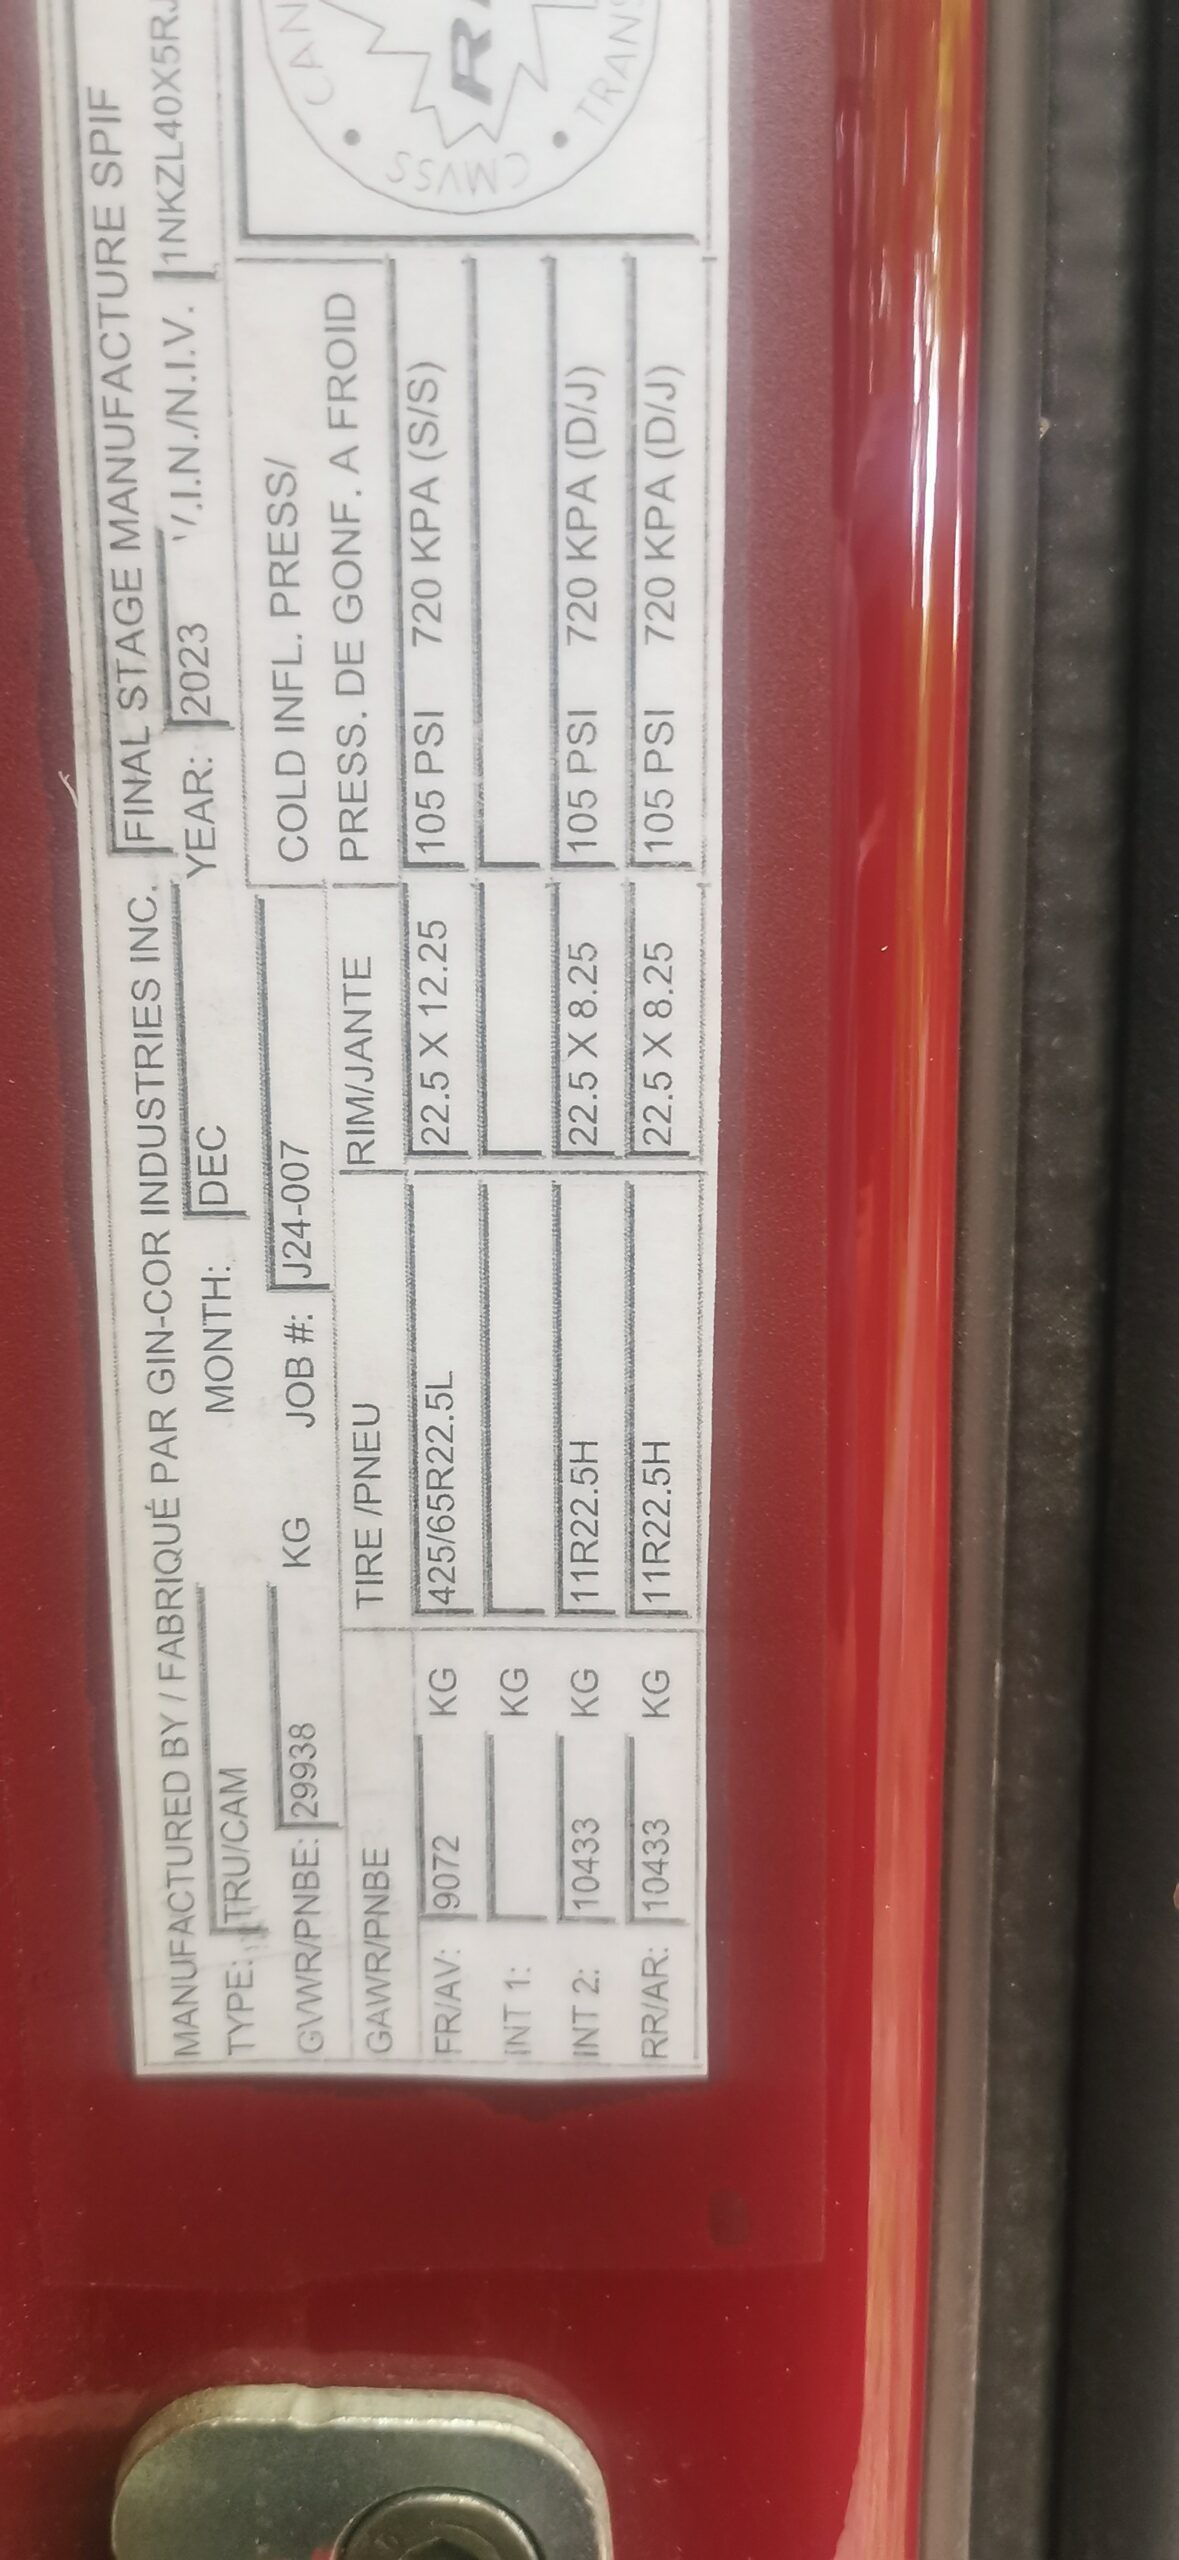 MANUFACTURED BY / FABRIQUÉ PAR GIN-COR INDUSTRIES INC. FINAL STAGE MANUFACTURE SPIF
TYPE: TRU/CAM MONTH: DEC YEAR: 2023 V.I.N./N.I.V. 1NKZL40X5RJ
GVWR/PNBE: 29938 KG JOB #: J24-007
COLD INFL. PRESS/
GAWR/PNBE TIRE /PNEU RIM/JANTE PRESS. DE GONF. A FROID
FR/AV: 9072 KG 425/65R22.5L 22.5 X 12.25 105 PSI 720 KPA (S/S)
INT 1: KG
INT 2: 10433 KG 11R22.5H 22.5 X 8.25 105 PSI 720 KPA (D/J)
RR/AR: 10433 KG 11R22.5H 22.5 X 8.25 105 PSI 720 KPA (D/J)
CMVSS